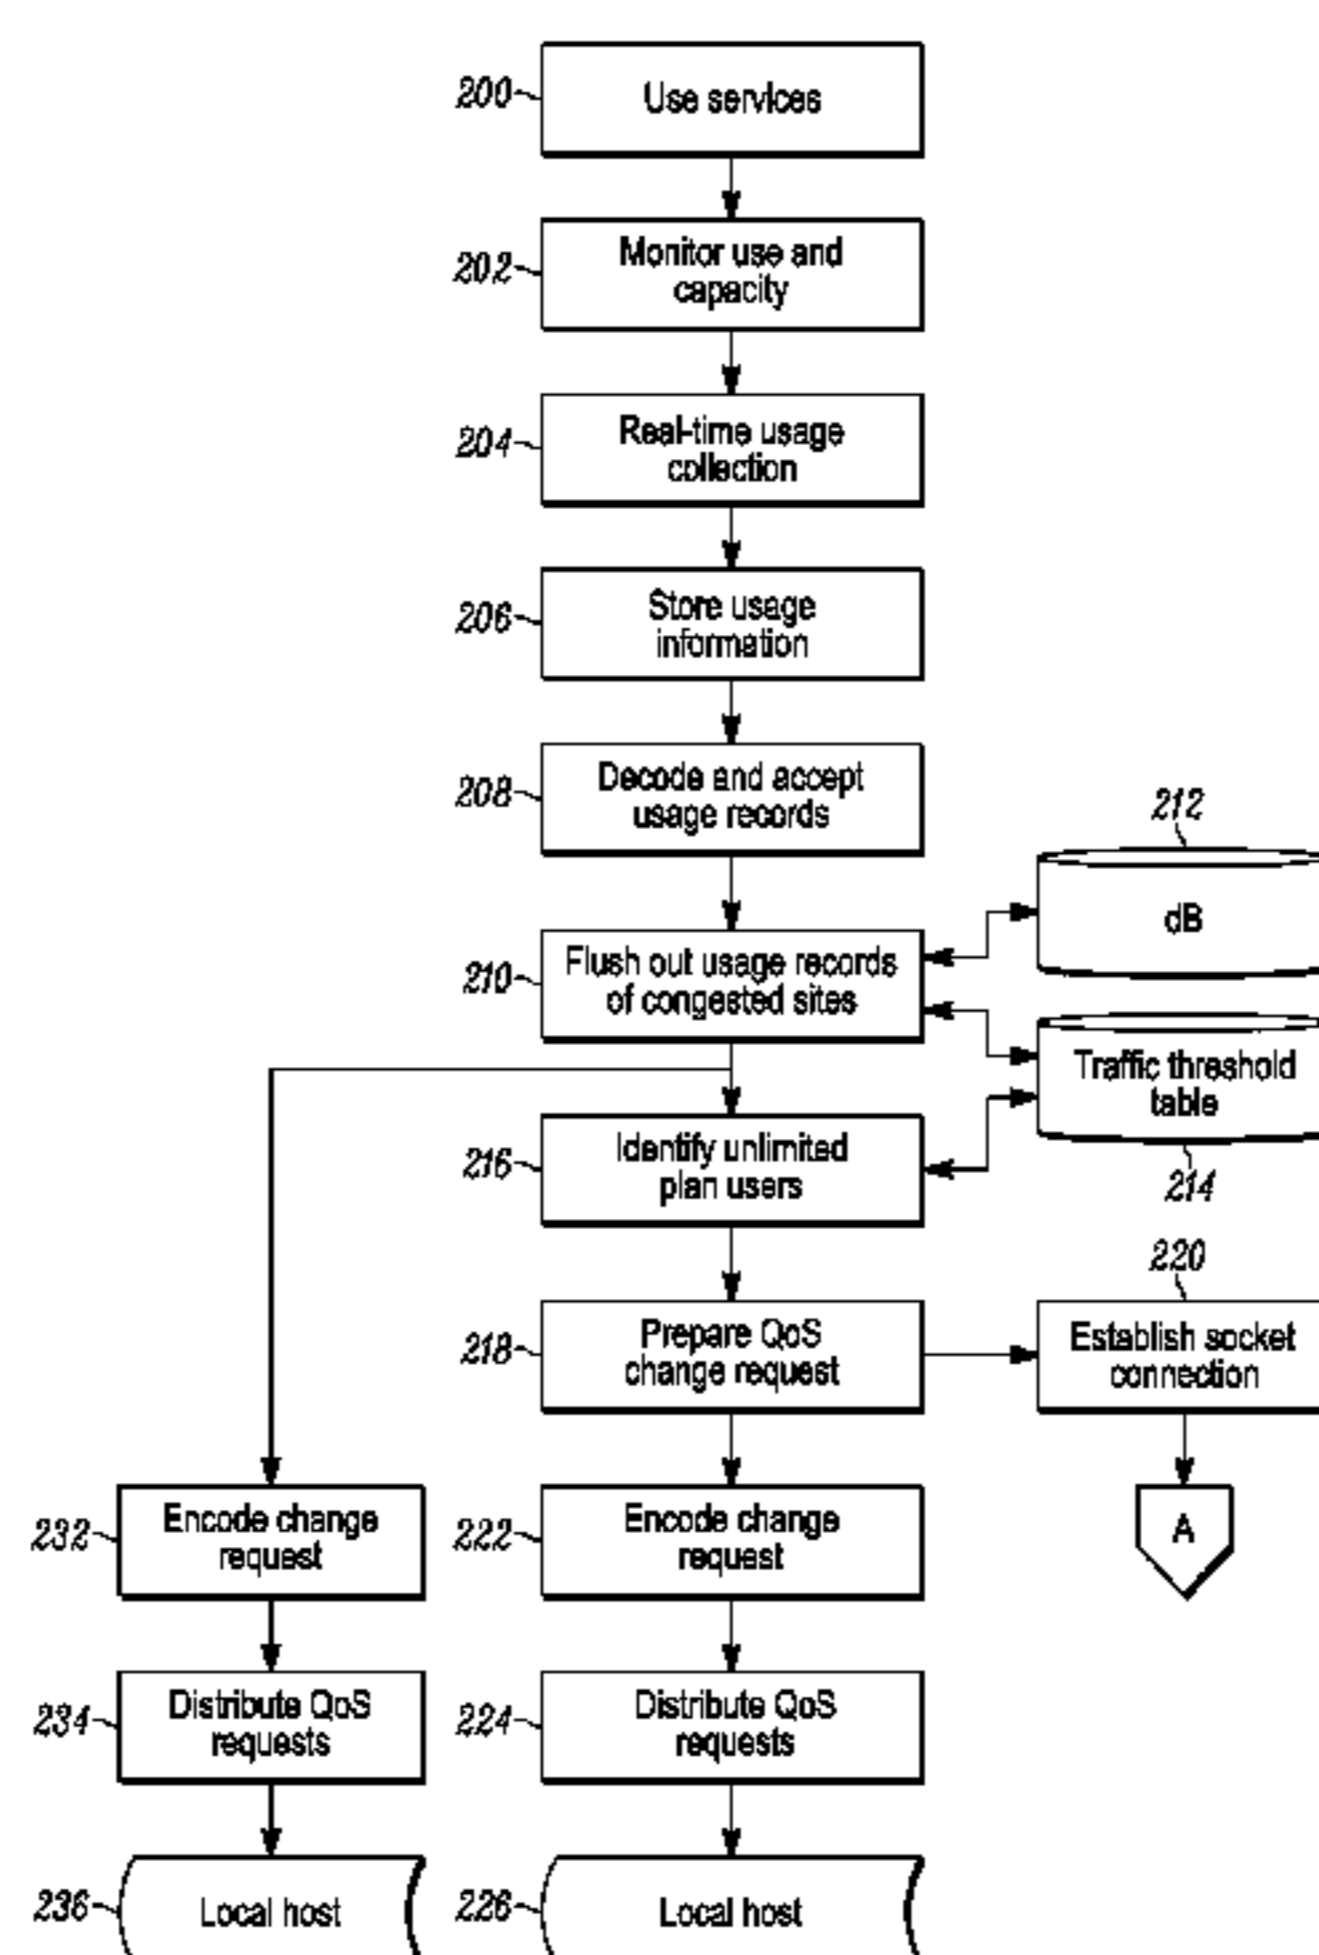 200
Use services
202
Monitor use and
capacity
204
Real-time usage
collection
206
Store usage
information
208
Decode and accept
usage records
212
dB
210
Flush out usage records
of congested sites
Traffic threshold
table
214
216
Identify unlimited
plan users
220
218
Prepare QoS
change request
Establish socket
connection
232
Encode change
request
222
Encode change
request
A
234
Distribute QoS
requests
224
Distribute QoS
requests
236
Local host
226
Local host